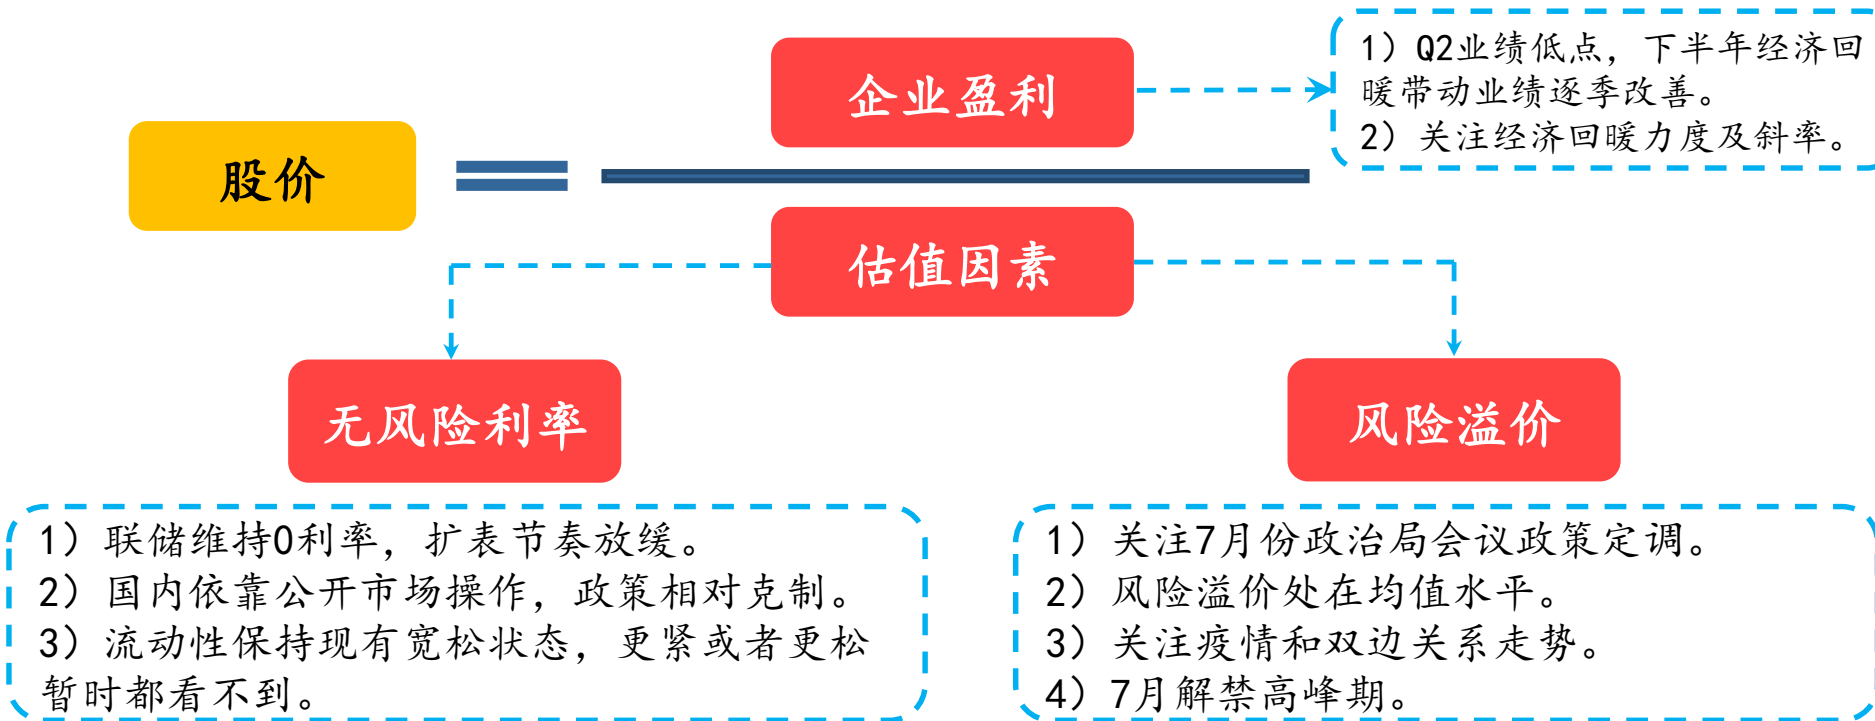 企业盈利
1）Q2业绩低点，下半年经济回
暖带动业绩逐季改善。
2）关注经济回暖力度及斜率。
股价
估值因素
无风险利率
风险溢价
1）联储维持0利率，扩表节奏放缓。
2）国内依靠公开市场操作，政策相对克制。
3）流动性保持现有宽松状态，更紧或者更松
暂时都看不到。
1）关注7月份政治局会议政策定调。
2）风险溢价处在均值水平。
3）关注疫情和双边关系走势。
4）7月解禁高峰期。